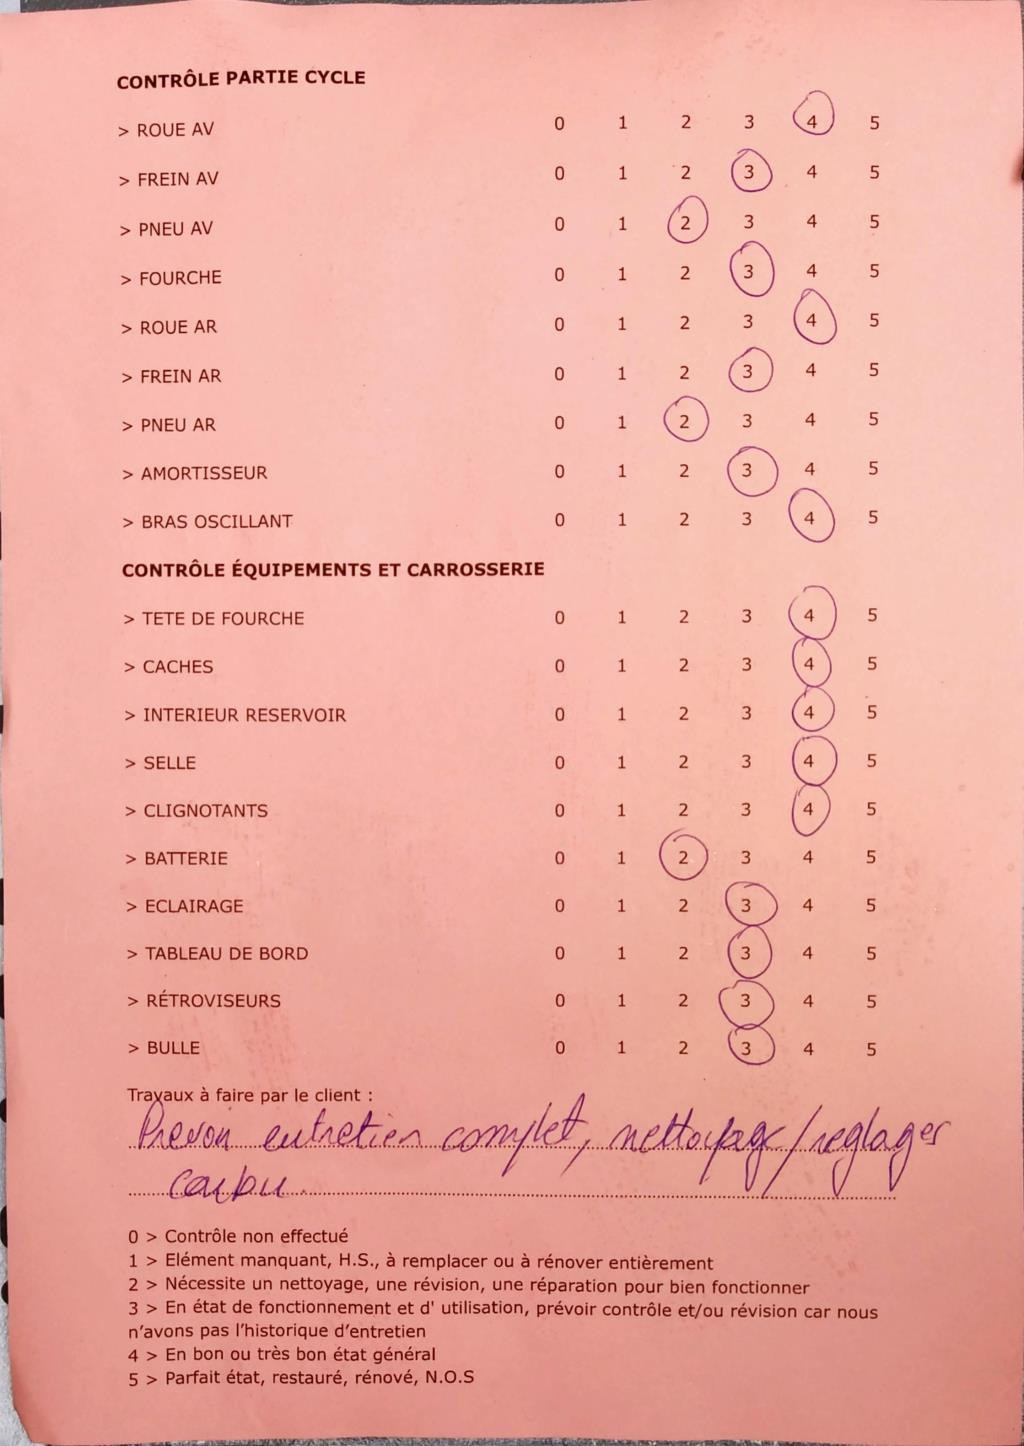 CONTRÔLE PARTIE CYCLE
> ROUE AV 0 1 2 3 4 5
> FREIN AV 0 1 2 3 4 5
> PNEU AV 0 1 2 3 4 5
> FOURCHE 0 1 2 3 4 5
> ROUE AR 0 1 2 3 4 5
> FREIN AR 0 1 2 3 4 5
> PNEU AR 0 1 2 3 4 5
> AMORTISSEUR 0 1 2 3 4 5
> BRAS OSCILLANT 0 1 2 3 4 5
CONTRÔLE ÉQUIPEMENTS ET CARROSSERIE
> TETE DE FOURCHE 0 1 2 3 4 5
> CACHES 0 1 2 3 4 5
> INTERIEUR RESERVOIR 0 1 2 3 4 5
> SELLE 0 1 2 3 4 5
> CLIGNOTANTS 0 1 2 3 4 5
> BATTERIE 0 1 2 3 4 5
> ECLAIRAGE 0 1 2 3 4 5
> TABLEAU DE BORD 0 1 2 3 4 5
> RÉTROVISEURS 0 1 2 3 4 5
> BULLE 0 1 2 3 4 5
Travaux à faire par le client :
entretien complet, nettoyage/reglages
carbu
0 > Contrôle non effectué
1 > Elément manquant, H.S., à remplacer ou à rénover entièrement
2 > Nécessite un nettoyage, une révision, une réparation pour bien fonctionner
3 > En état de fonctionnement et d' utilisation, prévoir contrôle et/ou révision car nous
n'avons pas l'historique d'entretien
4 > En bon ou très bon état général
5 > Parfait état, restauré, rénové, N.O.S